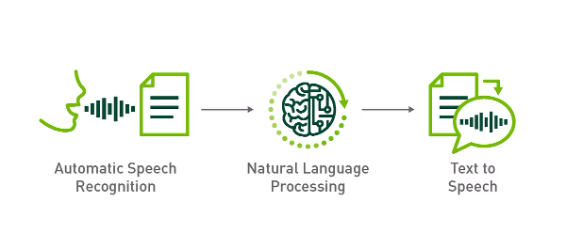 Automatic Speech
Recognition
Natural Language
Processing
Text to
Speech